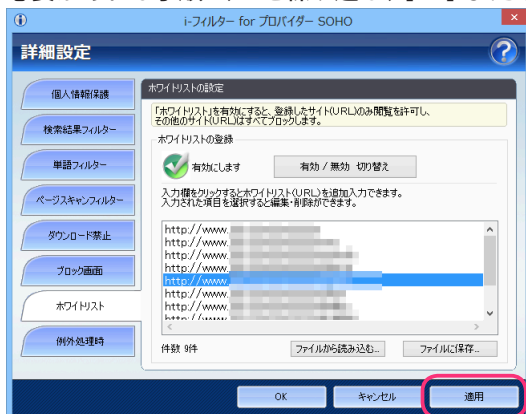 i-フィルター for プロバイダー SOHO
詳細設定
個人情報保護
検索結果フィルター
単語フィルター
ページスキャンフィルター
ダウンロード禁止
ブロック画面
ホワイトリスト
例外処理時
ホワイトリストの設定
「ホワイトリスト」を有効にすると、登録したサイト(URL)のみ閲覧を許可し、
その他のサイト(URL)はすべてブロックします。
ホワイトリストの登録
有効にします
有効 / 無効 切り替え
入力欄をクリックするとホワイトリスト(URL)を追加入力できます。
入力された項目を選択すると編集・削除ができます。
http://www.
http://www.
http://www.
http://www.
http://www.
http://www.
http://www.
件数 9件
ファイルから読み込む...
ファイルに保存...
OK
キャンセル
適用